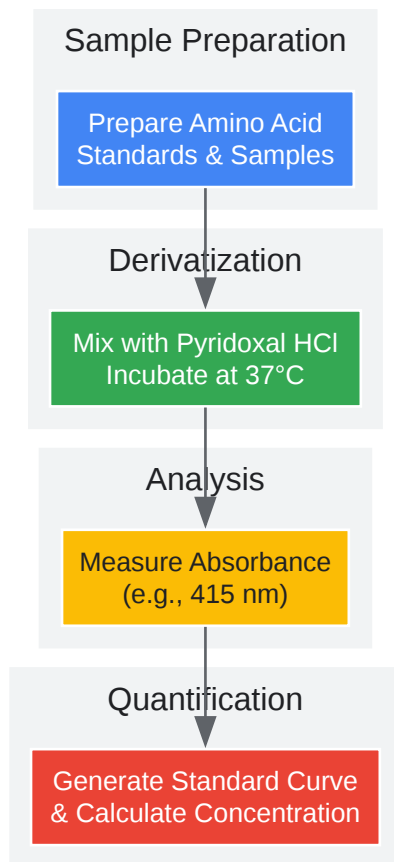 Sample Preparation
Prepare Amino Acid
Standards & Samples
Derivatization
Mix with Pyridoxal HCl
Incubate at 37°C
Analysis
Measure Absorbance
(e.g., 415 nm)
Quantification
Generate Standard Curve
& Calculate Concentration